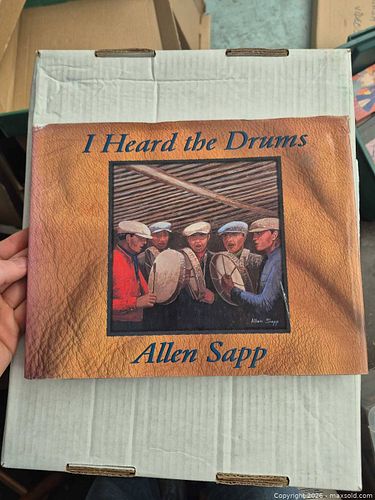 I Heard the Drums
Allen Sapp
Allen Sapp
Copyright 2026 - maxsold.com